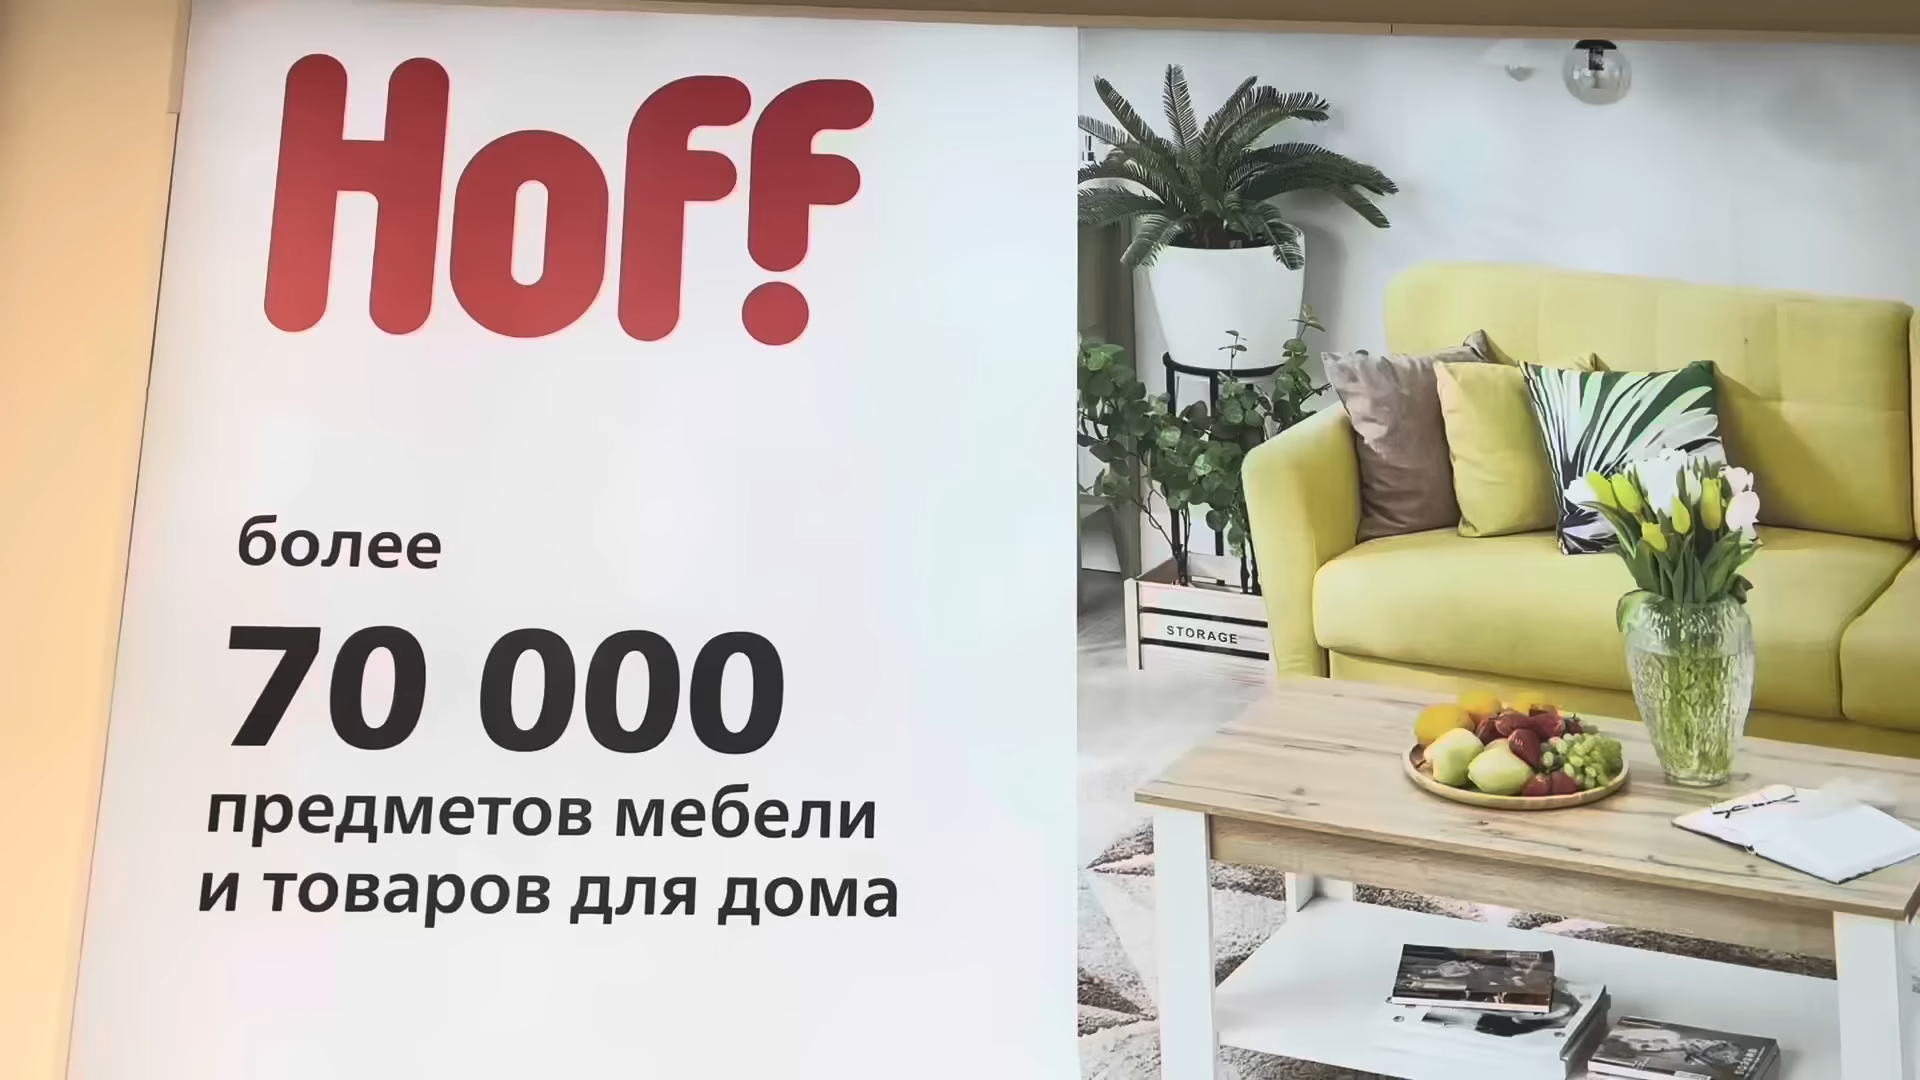 Hoff
более
70 000
предметов мебели
и товаров для дома
STORAGE